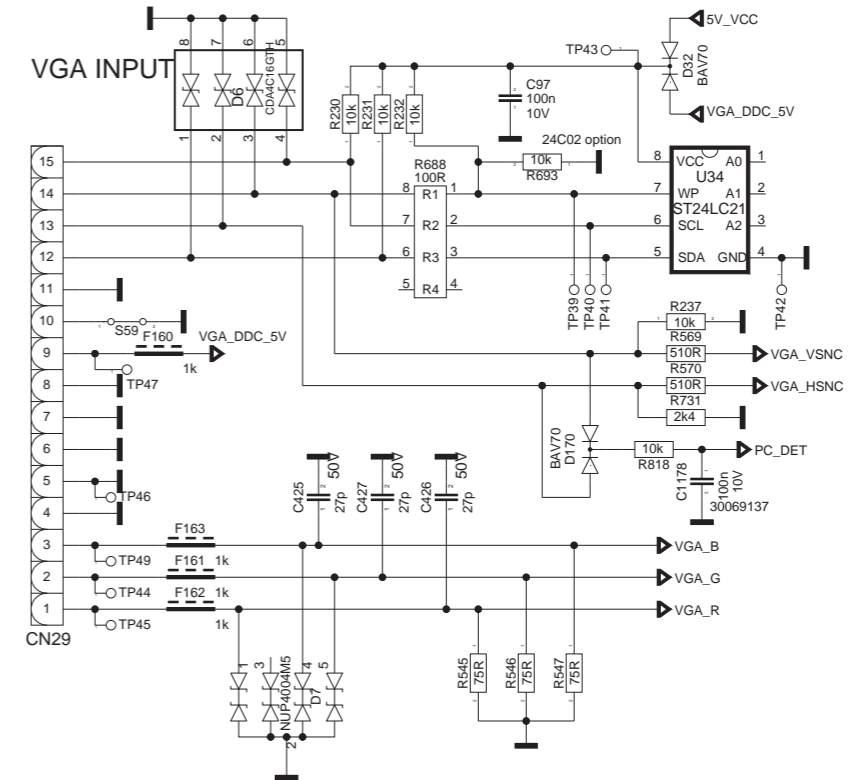 VGA INPUT
8
7
6
5
D6
CDA4C16GTH
1
2
3
4
5V_VCC
TP43
D32
BAV70
VGA_DDC_5V
R230
10k
R231
10k
R232
10k
C97
100n
10V
24C02 option
10k
R693
R688
100R
8 R1 1
7 R2 2
6 R3 3
5 R4 4
8 VCC A0 1
U34
7 WP A1 2
ST24LC21
6 SCL A2 3
5 SDA GND 4
TP39
TP40
TP41
TP42
15
14
13
12
11
10
9
8
7
6
5
4
3
2
1
CN29
S59
F160
1k
VGA_DDC_5V
TP47
TP46
R237
10k
R569
510R
VGA_VSNC
R570
510R
VGA_HSNC
R731
2k4
BAV70
D170
10k
R818
PC_DET
C1178
100n
10V
30069137
50V
C425
27p
50V
C427
27p
50V
C426
27p
F163
1k
TP49
F161
1k
TP44
F162
1k
TP45
VGA_B
VGA_G
VGA_R
1
3
4
5
NUP4004M5
D7
2
R545
75R
R546
75R
R547
75R